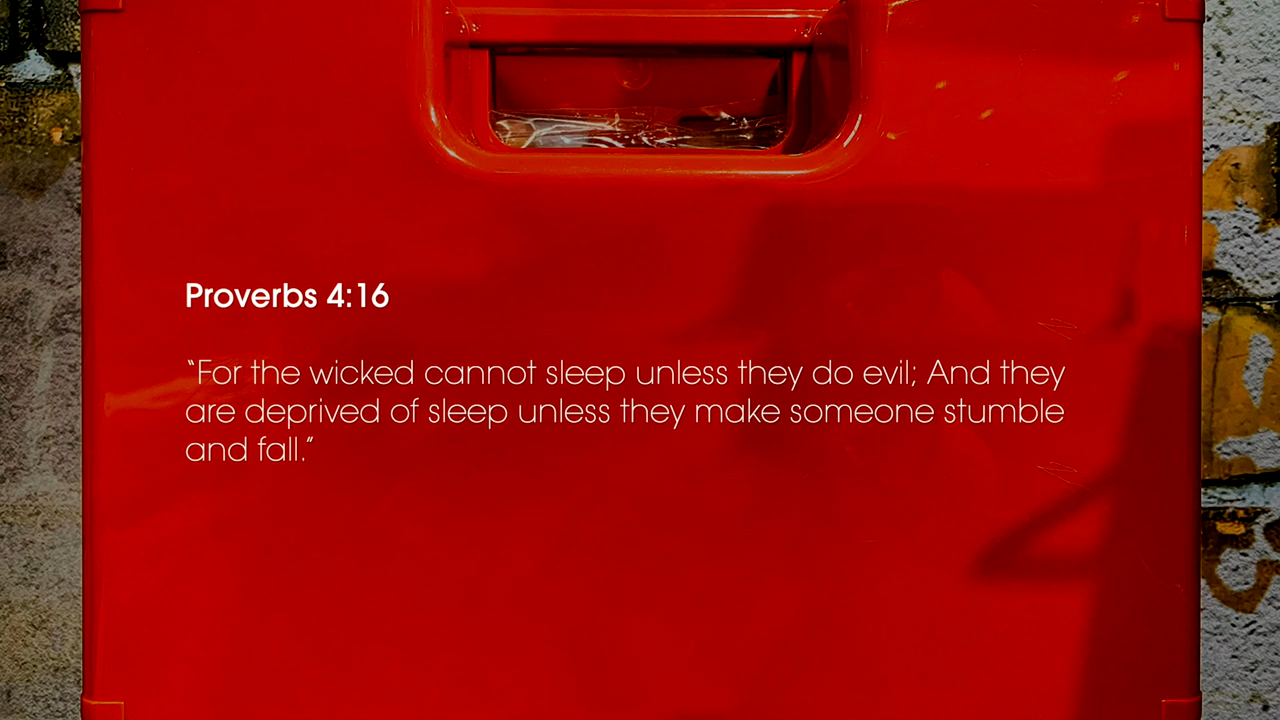 Proverbs 4:16
“For the wicked cannot sleep unless they do evil; And they
are deprived of sleep unless they make someone stumble
and fall.”